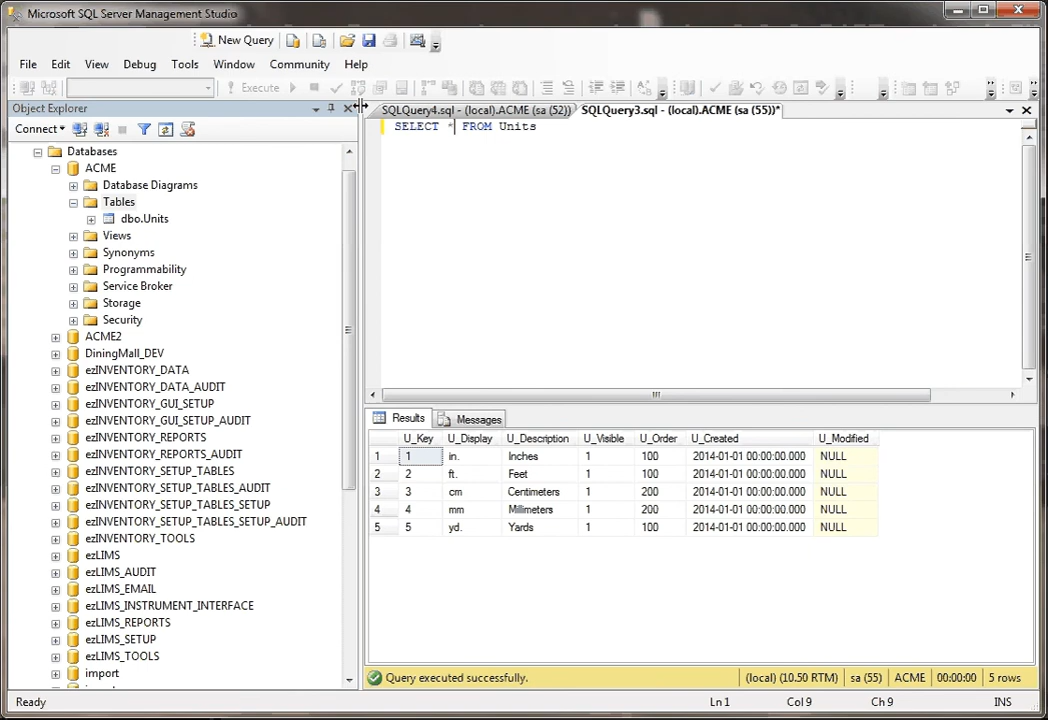 Microsoft SQL Server Management Studio
New Query
File Edit View Debug Tools Window Community Help
Execute
Object Explorer
SQLQuery4.sql - (local).ACME (sa (52)) SQLQuery3.sql - (local).ACME (sa (55))*
Connect
SELECT * FROM Units
Databases
ACME
Database Diagrams
Tables
dbo.Units
Views
Synonyms
Programmability
Service Broker
Storage
Security
ACME2
DiningMall_DEV
ezINVENTORY_DATA
ezINVENTORY_DATA_AUDIT
ezINVENTORY_GUI_SETUP
ezINVENTORY_GUI_SETUP_AUDIT
ezINVENTORY_REPORTS
ezINVENTORY_REPORTS_AUDIT
ezINVENTORY_SETUP_TABLES
ezINVENTORY_SETUP_TABLES_AUDIT
ezINVENTORY_SETUP_TABLES_SETUP
ezINVENTORY_SETUP_TABLES_SETUP_AUDIT
ezINVENTORY_TOOLS
ezLIMS
ezLIMS_AUDIT
ezLIMS_EMAIL
ezLIMS_INSTRUMENT_INTERFACE
ezLIMS_REPORTS
ezLIMS_SETUP
ezLIMS_TOOLS
import
Results Messages
U_Key U_Display U_Description U_Visible U_Order U_Created U_Modified
1 1 in. Inches 1 100 2014-01-01 00:00:00.000 NULL
2 2 ft. Feet 1 100 2014-01-01 00:00:00.000 NULL
3 3 cm Centimeters 1 200 2014-01-01 00:00:00.000 NULL
4 4 mm Millimeters 1 200 2014-01-01 00:00:00.000 NULL
5 5 yd. Yards 1 100 2014-01-01 00:00:00.000 NULL
Query executed successfully. (local) (10.50 RTM) sa (55) ACME 00:00:00 5 rows
Ready Ln 1 Col 9 Ch 9 INS